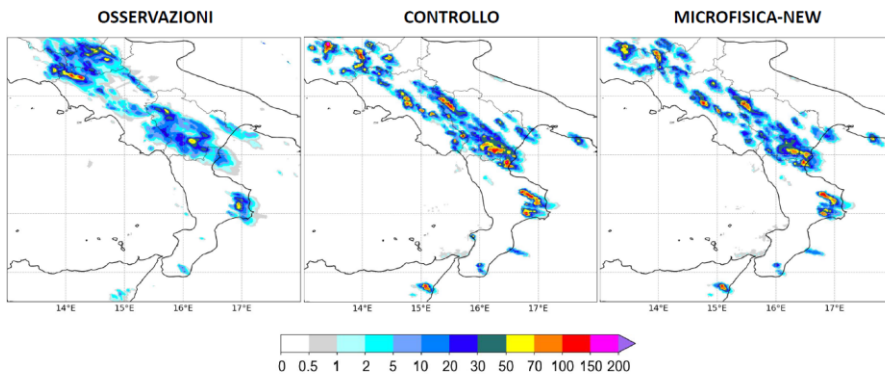 OSSERVAZIONI CONTROLLO MICROFISICA-NEW
14°E 15°E 16°E 17°E 14°E 15°E 16°E 17°E 14°E 15°E 16°E 17°E
0 0.5 1 2 5 10 20 30 50 70 100 150 200